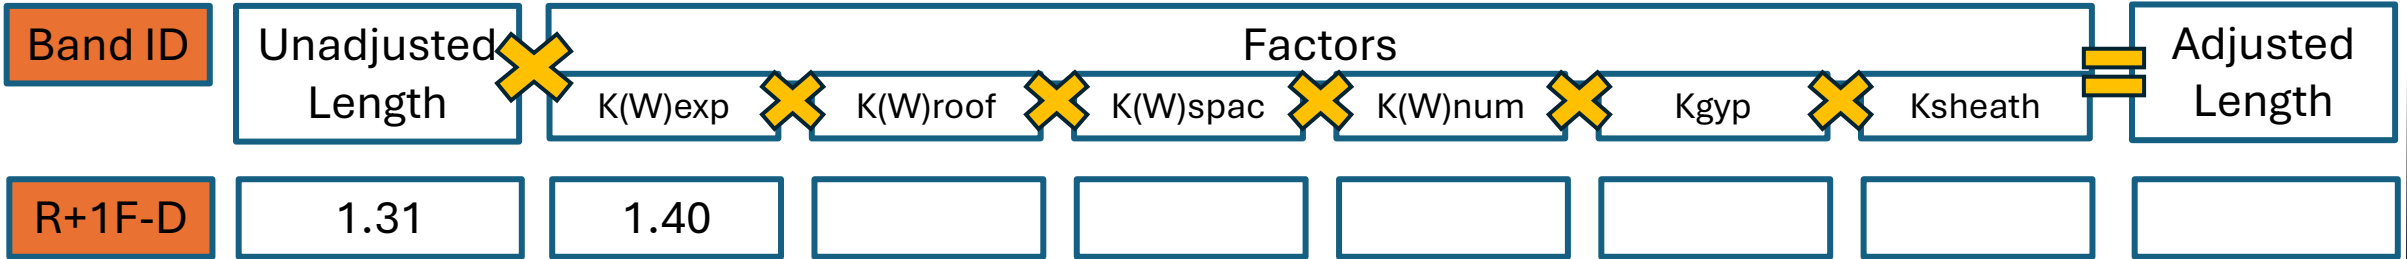 Band ID
Unadjusted
Length
Factors
K(W)exp
K(W)roof
K(W)spac
K(W)num
Kgyp
Ksheath
Adjusted
Length
R+1F-D
1.31
1.40